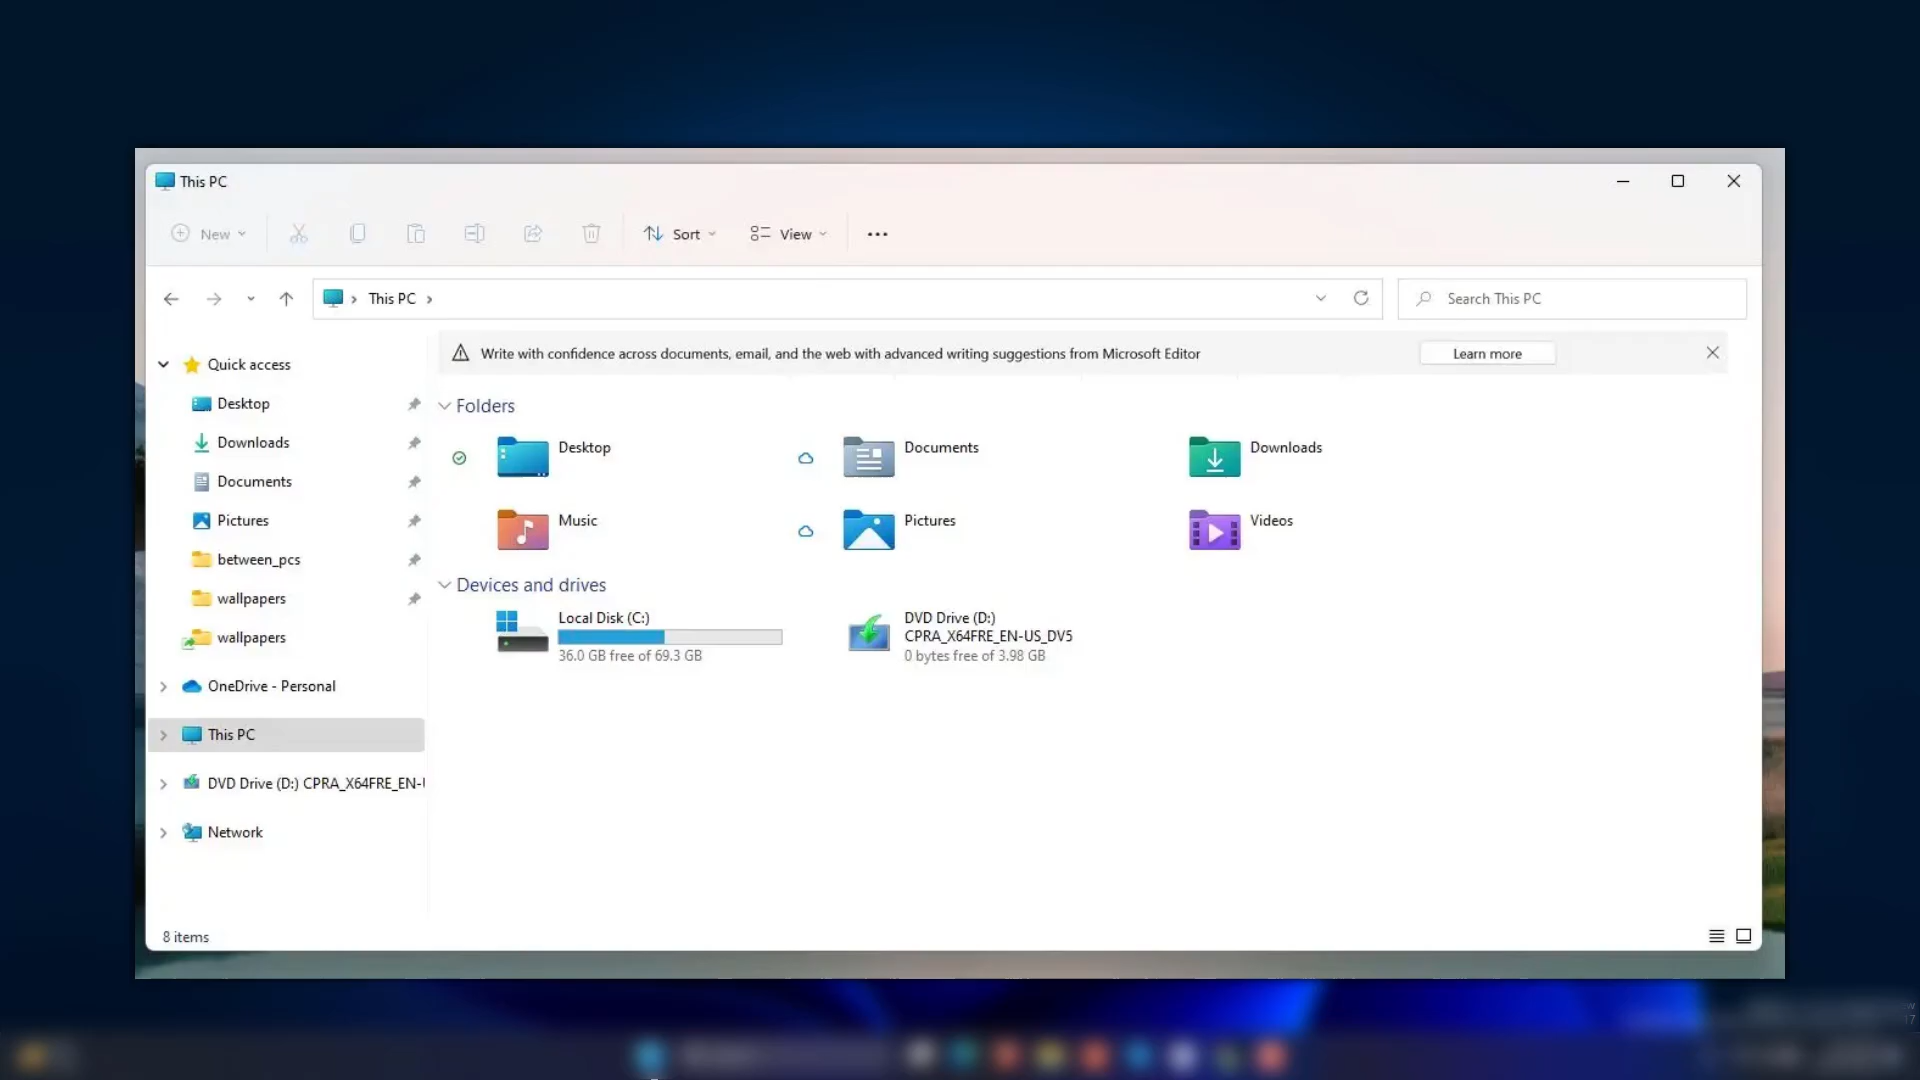 This PC
New
Sort
View
This PC
Search This PC
Write with confidence across documents, email, and the web with advanced writing suggestions from Microsoft Editor
Learn more
Quick access
Desktop
Downloads
Documents
Pictures
between_pcs
wallpapers
wallpapers
OneDrive - Personal
This PC
DVD Drive (D:) CPRA_X64FRE_EN-
Network
Folders
Desktop
Documents
Downloads
Music
Pictures
Videos
Devices and drives
Local Disk (C:)
36.0 GB free of 69.3 GB
DVD Drive (D:)
CPRA_X64FRE_EN-US_DV5
0 bytes free of 3.98 GB
8 items